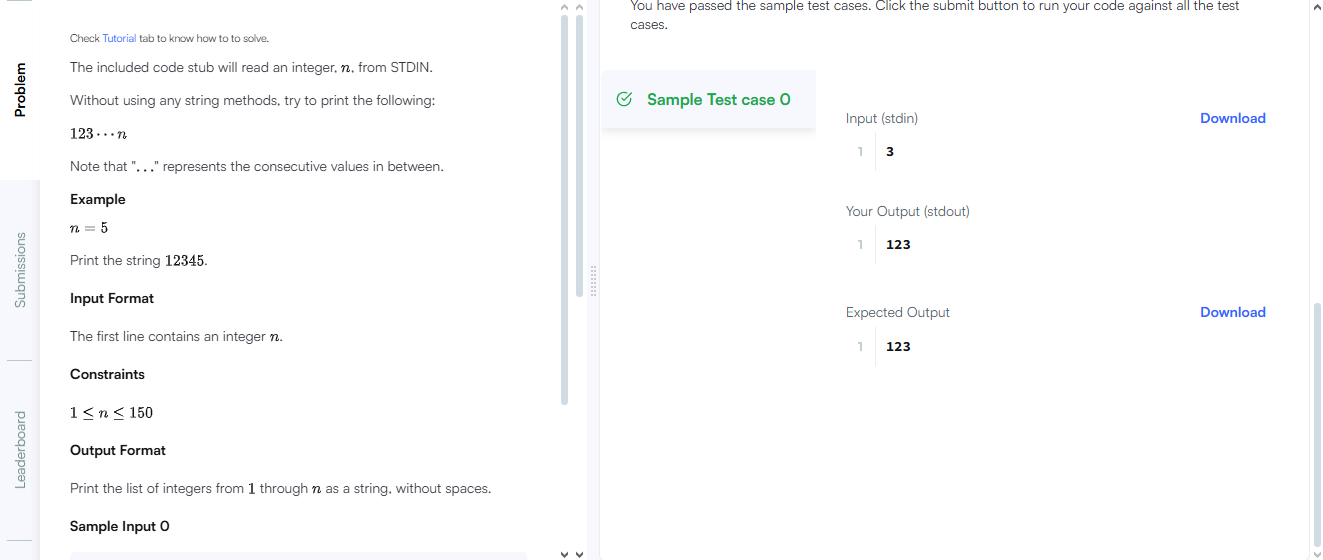 Problem
Submissions
Leaderboard
Check Tutorial tab to know how to to solve.
The included code stub will read an integer, n, from STDIN.
Without using any string methods, try to print the following:
123⋯n
Note that "..." represents the consecutive values in between.
Example
n = 5
Print the string 12345.
Input Format
The first line contains an integer n.
Constraints
1 ≤ n ≤ 150
Output Format
Print the list of integers from 1 through n as a string, without spaces.
Sample Input 0
You have passed the sample test cases. Click the submit button to run your code against all the test
cases.
Sample Test case 0
Input (stdin)
Download
1 3
Your Output (stdout)
1 123
Expected Output
Download
1 123